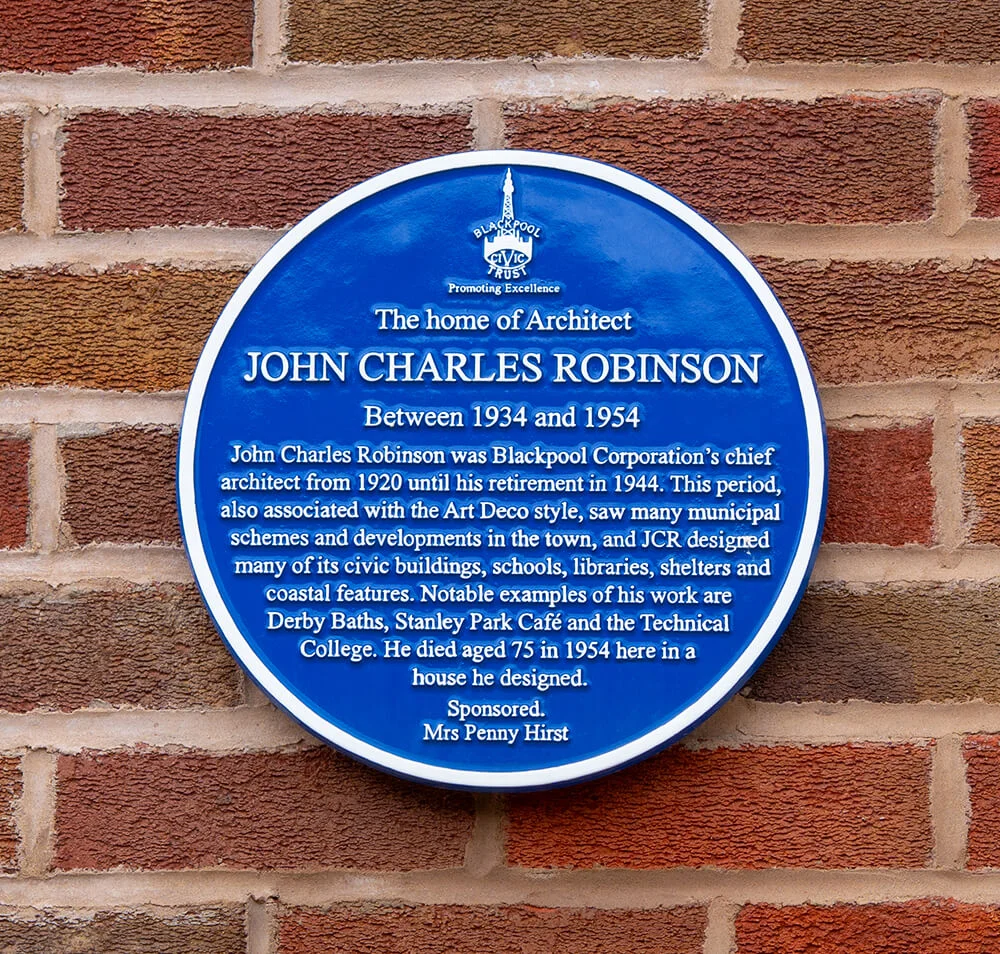 BLACKPOOL
CIVIC
TRUST
Promoting Excellence
The home of Architect
JOHN CHARLES ROBINSON
Between 1934 and 1954
John Charles Robinson was Blackpool Corporation's chief
architect from 1920 until his retirement in 1944. This period,
also associated with the Art Deco style, saw many municipal
schemes and developments in the town, and JCR designed
many of its civic buildings, schools, libraries, shelters and
coastal features. Notable examples of his work are
Derby Baths, Stanley Park Café and the Technical
College. He died aged 75 in 1954 here in a
house he designed.
Sponsored.
Mrs Penny Hirst